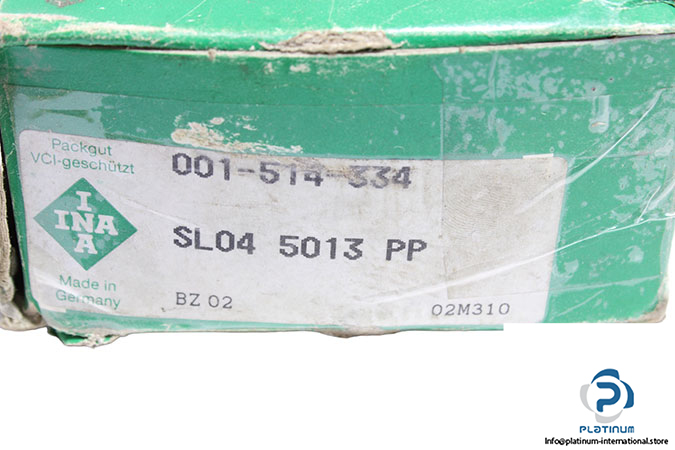 Packgut
VCI-geschützt
001-514-334
I
INA
A
SL04 5013 PP
Made in
Germany
BZ 02
02M310
P
PLATINUM
Info@platinum-international.store